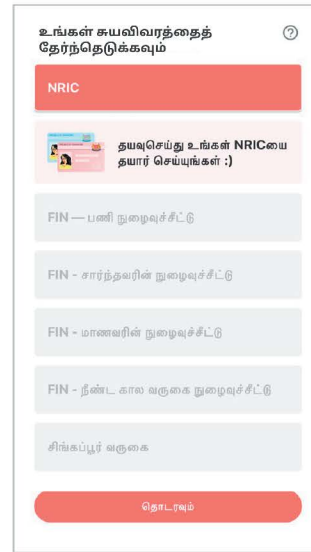 உங்கள் சுயவிவரத்தைத்
தேர்ந்தெடுக்கவும்
NRIC
தயவுசெய்து உங்கள் NRICயை
தயார் செய்யுங்கள் :)
FIN — பணி நுழைவுச்சீட்டு
FIN - சார்ந்தவரின் நுழைவுச்சீட்டு
FIN - மாணவரின் நுழைவுச்சீட்டு
FIN - நீண்ட கால வருகை நுழைவுச்சீட்டு
சிங்கப்பூர் வருகை
தொடரவும்